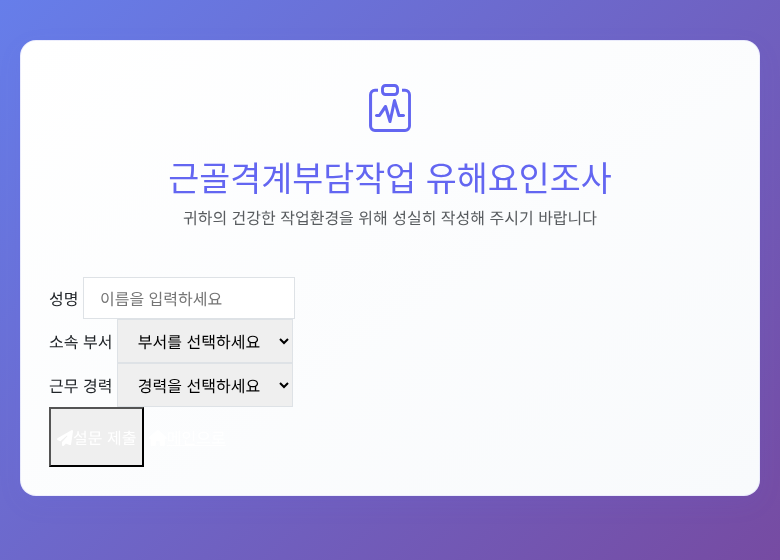 근골격계부담작업 유해요인조사
귀하의 건강한 작업환경을 위해 성실히 작성해 주시기 바랍니다
성명 이름을 입력하세요
소속 부서 부서를 선택하세요
근무 경력 경력을 선택하세요
설문 제출